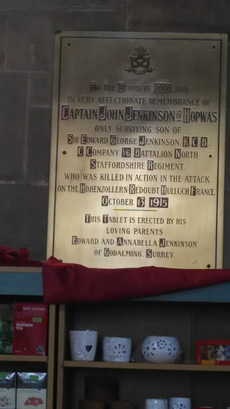 TO THE GLORY OF GOD AND
IN VERY AFFECTIONATE REMEMBRANCE OF
CAPTAIN JOHN JENKINSON OF HOPWAS
ONLY SURVIVING SON OF
SIR EDWARD GEORGE JENKINSON, K.C.B.
C COMPANY 5/6 BATTALION NORTH
STAFFORDSHIRE REGIMENT.
WHO WAS KILLED IN ACTION IN THE ATTACK
ON THE HOHENZOLLERN REDOUBT HULLUCH FRANCE
OCTOBER 13 1915
THIS TABLET IS ERECTED BY HIS
LOVING PARENTS
EDWARD AND ANNABELLA JENKINSON
OF GODALMING. SURREY.